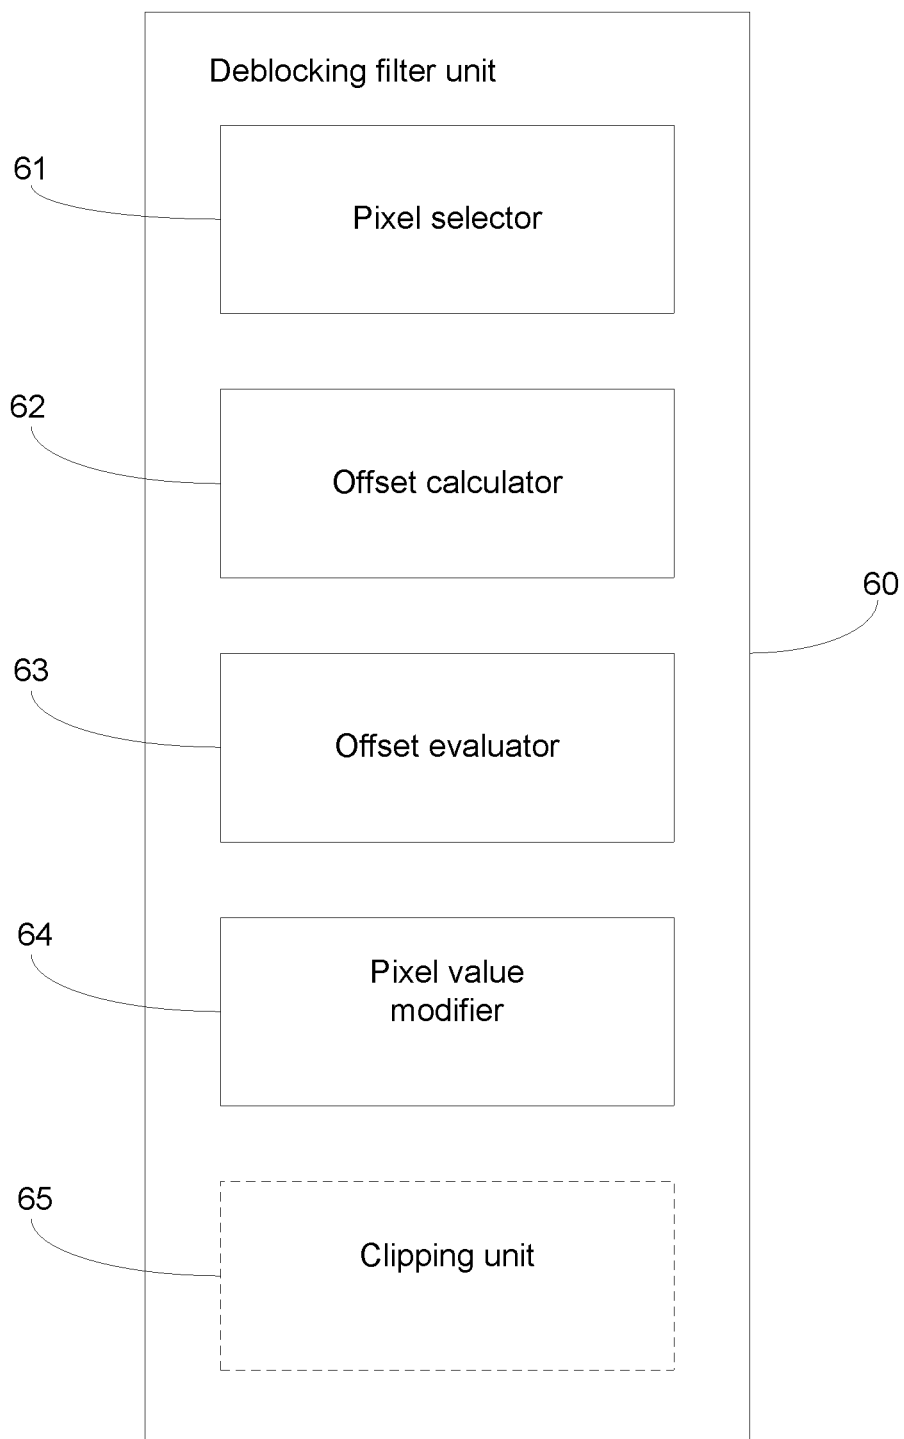 Deblocking filter unit
61
Pixel selector
62
Offset calculator
60
63
Offset evaluator
64
Pixel value
modifier
65
Clipping unit